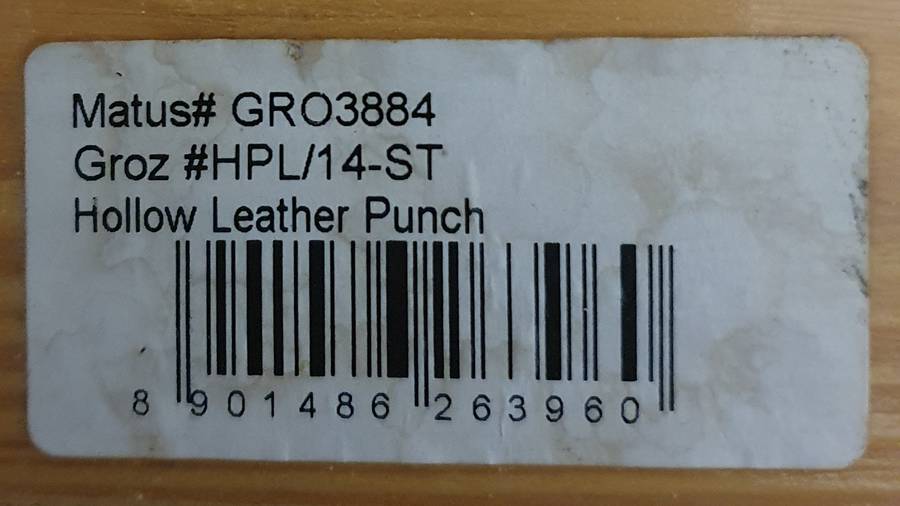 Matus# GRO3884
Groz #HPL/14-ST
Hollow Leather Punch
8 901486 263960